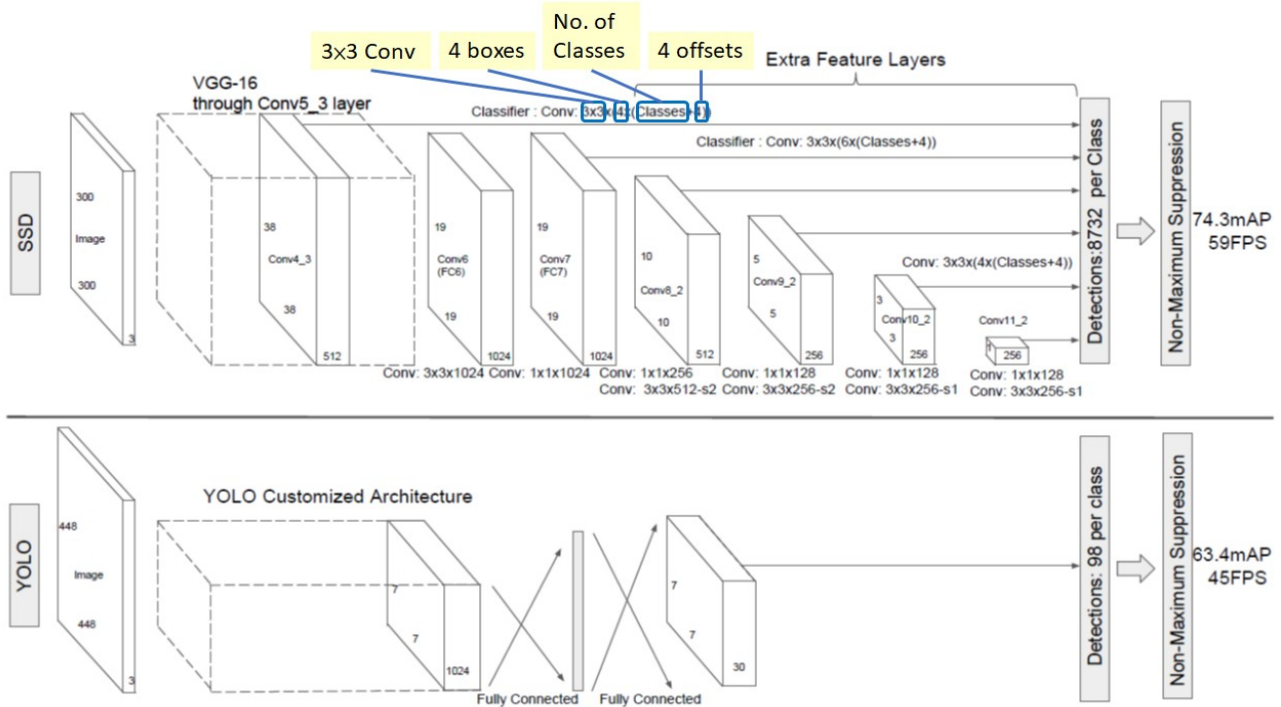 No. of
Classes
3×3 Conv
4 boxes
4 offsets
Extra Feature Layers
VGG-16
through Conv5_3 layer
Classifier : Conv: 3x3x(4x(Classes+4))
Classifier : Conv: 3x3x(6x(Classes+4))
SSD
300
Image
300
3
38
Conv4_3
38
512
19
Conv6
(FC6)
19
1024
19
Conv7
(FC7)
19
1024
10
Conv8_2
10
512
5
Conv9_2
5
256
Conv: 3x3x(4x(Classes+4))
3
Conv10_2
3
256
Conv11_2
1
256
Detections:8732 per Class
Non-Maximum Suppression
74.3mAP
59FPS
Conv: 3x3x1024
Conv: 1x1x1024
Conv: 1x1x256
Conv: 3x3x512-s2
Conv: 1x1x128
Conv: 3x3x256-s2
Conv: 1x1x128
Conv: 3x3x256-s1
Conv: 1x1x128
Conv: 3x3x256-s1
YOLO
448
Image
448
3
YOLO Customized Architecture
7
7
1024
Fully Connected
Fully Connected
7
7
30
Detections: 98 per class
Non-Maximum Suppression
63.4mAP
45FPS